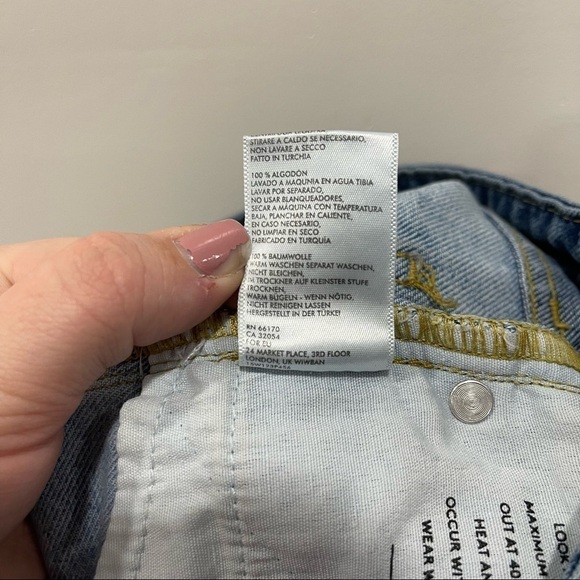 STIRARE A CALDO SE NECESSARIO,
NON LAVARE A SECCO
FATTO IN TURCHIA
100 % ALGODÓN
LAVADO A MAQUNIA EN AGUA TIBIA
LAVAR POR SEPARADO,
NO USAR BLANQUEADORES,
SECAR A MÁQUINA CON TEMPERATURA
BAJA, PLANCHAR EN CALIENTE,
EN CASO NECESARIO,
NO LIMPIAR EN SECO
FABRICADO EN TURQUÍA
100 % BAUMWOLLE
WARM WASCHEN SEPARAT WASCHEN,
NICHT BLEICHEN,
IM TROCKNER AUF KLEINSTER STUFE
TROCKNEN,
WARM BÜGELN - WENN NÖTIG,
NICHT REINIGEN LASSEN
HERGESTELLT IN DER TÜRKEI
RN 66170
CA 32054
FOR EU
24 MARKET PLACE, 3RD FLOOR
LONDON, UK W1W8AN
LOOK
MAXIMUM
OUT AT 40
HEAT A
OCCUR WI
WEAR W